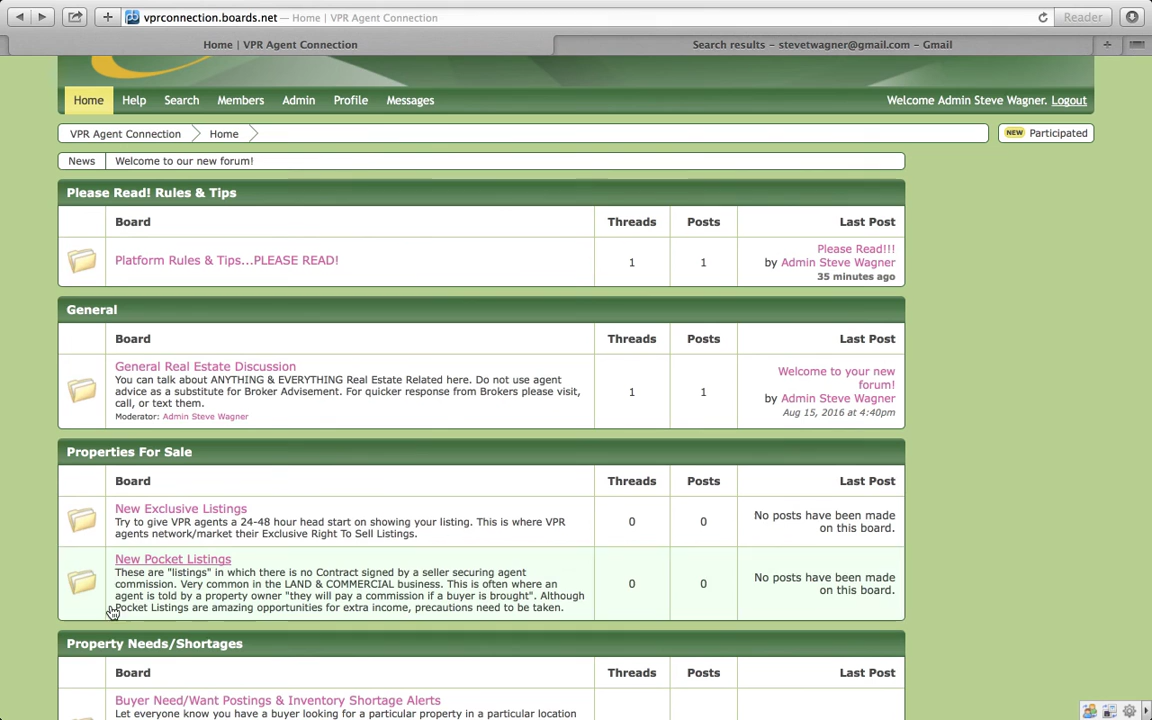 vprconnection.boards.net — Home | VPR Agent Connection
Reader
Home | VPR Agent Connection
Search results – stevetwagner@gmail.com – Gmail
Home Help Search Members Admin Profile Messages
Welcome Admin Steve Wagner. Logout
VPR Agent Connection Home
NEW Participated
News Welcome to our new forum!
Please Read! Rules & Tips
Board Threads Posts Last Post
Platform Rules & Tips...PLEASE READ!
1 1
Please Read!!!
by Admin Steve Wagner
35 minutes ago
General
Board Threads Posts Last Post
General Real Estate Discussion
You can talk about ANYTHING & EVERYTHING Real Estate Related here. Do not use agent
advice as a substitute for Broker Advisement. For quicker response from Brokers please visit,
call, or text them.
Moderator: Admin Steve Wagner
1 1
Welcome to your new
forum!
by Admin Steve Wagner
Aug 15, 2016 at 4:40pm
Properties For Sale
Board Threads Posts Last Post
New Exclusive Listings
Try to give VPR agents a 24-48 hour head start on showing your listing. This is where VPR
agents network/market their Exclusive Right To Sell Listings.
0 0
No posts have been made
on this board.
New Pocket Listings
These are "listings" in which there is no Contract signed by a seller securing agent
commission. Very common in the LAND & COMMERCIAL business. This is often where an
agent is told by a property owner "they will pay a commission if a buyer is brought". Although
Pocket Listings are amazing opportunities for extra income, precautions need to be taken.
0 0
No posts have been made
on this board.
Property Needs/Shortages
Board Threads Posts Last Post
Buyer Need/Want Postings & Inventory Shortage Alerts
Let everyone know you have a buyer looking for a particular property in a particular location